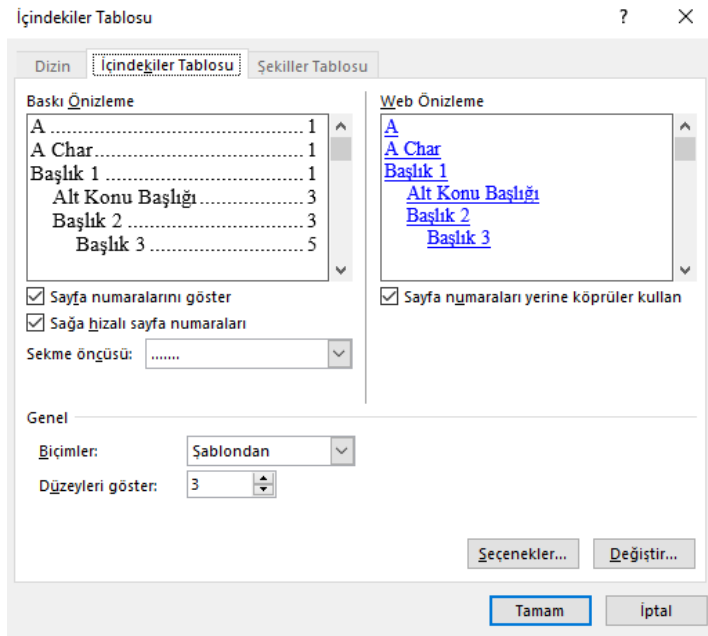 İçindekiler Tablosu ? ×
Dizin İçindekiler Tablosu Şekiller Tablosu
Baskı Önizleme
A ........................................... 1
A Char.................................... 1
Başlık 1 .................................. 1
Alt Konu Başlığı.................. 3
Başlık 2 ............................... 3
Başlık 3 ........................... 5
Sayfa numaralarını göster
Sağa hizalı sayfa numaraları
Sekme öncüsü: .......
Web Önizleme
A
A Char
Başlık 1
Alt Konu Başlığı
Başlık 2
Başlık 3
Sayfa numaraları yerine köprüler kullan
Genel
Biçimler: Şablondan
Düzeyleri göster: 3
Seçenekler... Değiştir...
Tamam İptal